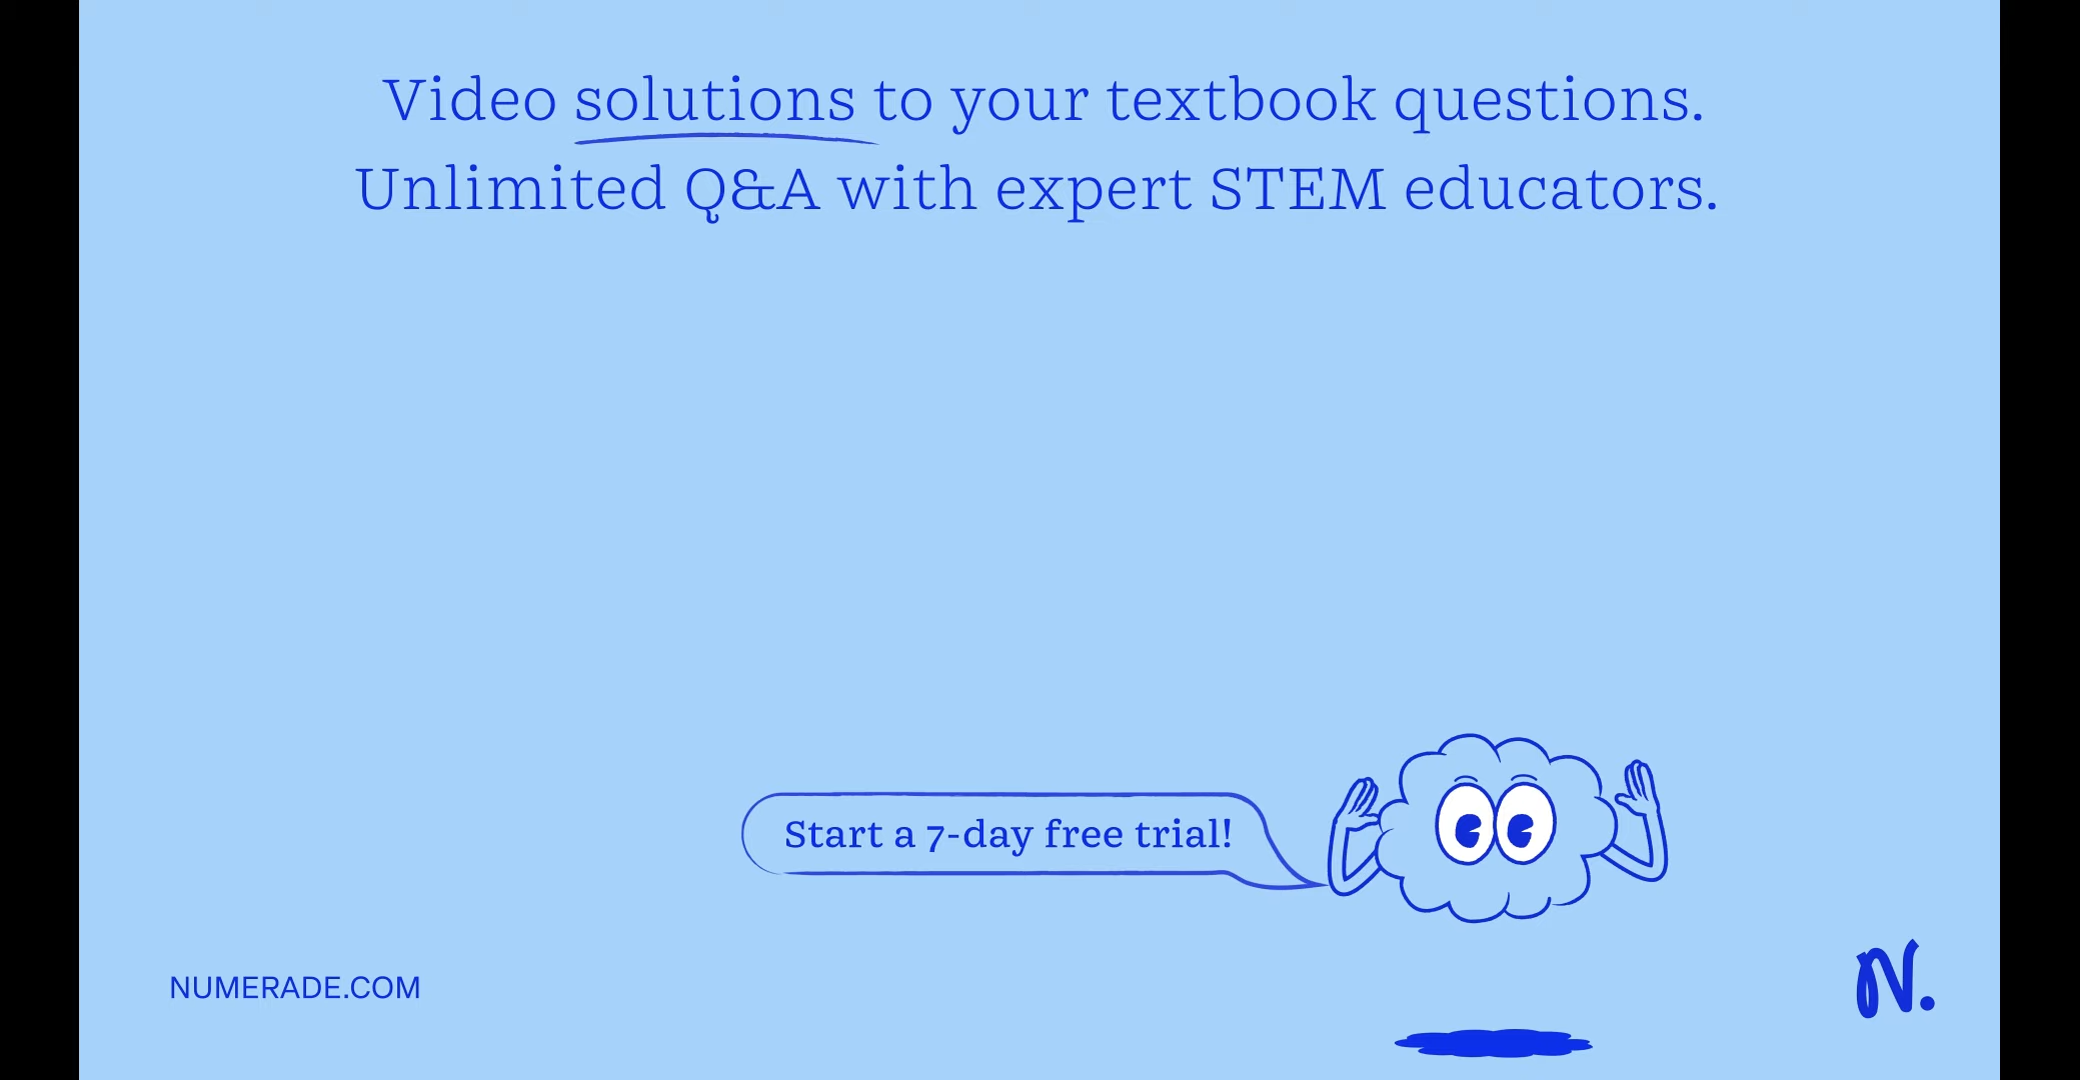 Video solutions to your textbook questions.
Unlimited Q&A with expert STEM educators.
Start a 7-day free trial!
NUMERADE.COM
N.